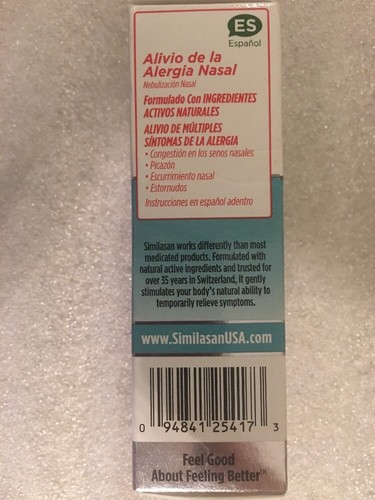 ES
Español
Alivio de la
Alergia Nasal
Nebulización Nasal
Formulado Con INGREDIENTES
ACTIVOS NATURALES
ALIVIO DE MÚLTIPLES
SÍNTOMAS DE LA ALERGIA
• Congestión en los senos nasales
• Picazón
• Escurrimiento nasal
• Estornudos
Instrucciones en español adentro
Similasan works differently than most
medicated products. Formulated with
natural active ingredients and trusted for
over 35 years in Switzerland, it gently
stimulates your body's natural ability to
temporarily relieve symptoms.
www.SimilasanUSA.com
0 94841 25417 3
Feel Good
About Feeling Better™